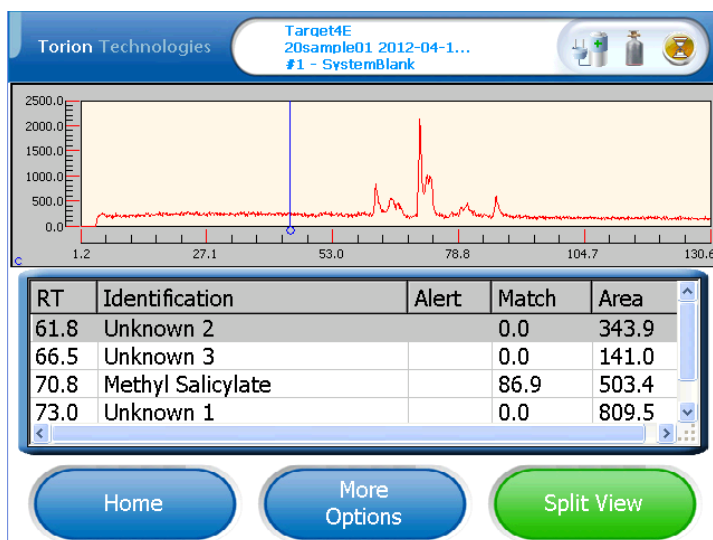 Torion Technologies
Target4E
20sample01 2012-04-1...
#1 - SystemBlank
2500.0
2000.0
1500.0
1000.0
500.0
0.0
1.2 27.1 53.0 78.8 104.7 130.6
c
RT Identification Alert Match Area
61.8 Unknown 2 0.0 343.9
66.5 Unknown 3 0.0 141.0
70.8 Methyl Salicylate 86.9 503.4
73.0 Unknown 1 0.0 809.5
Home
More
Options
Split View